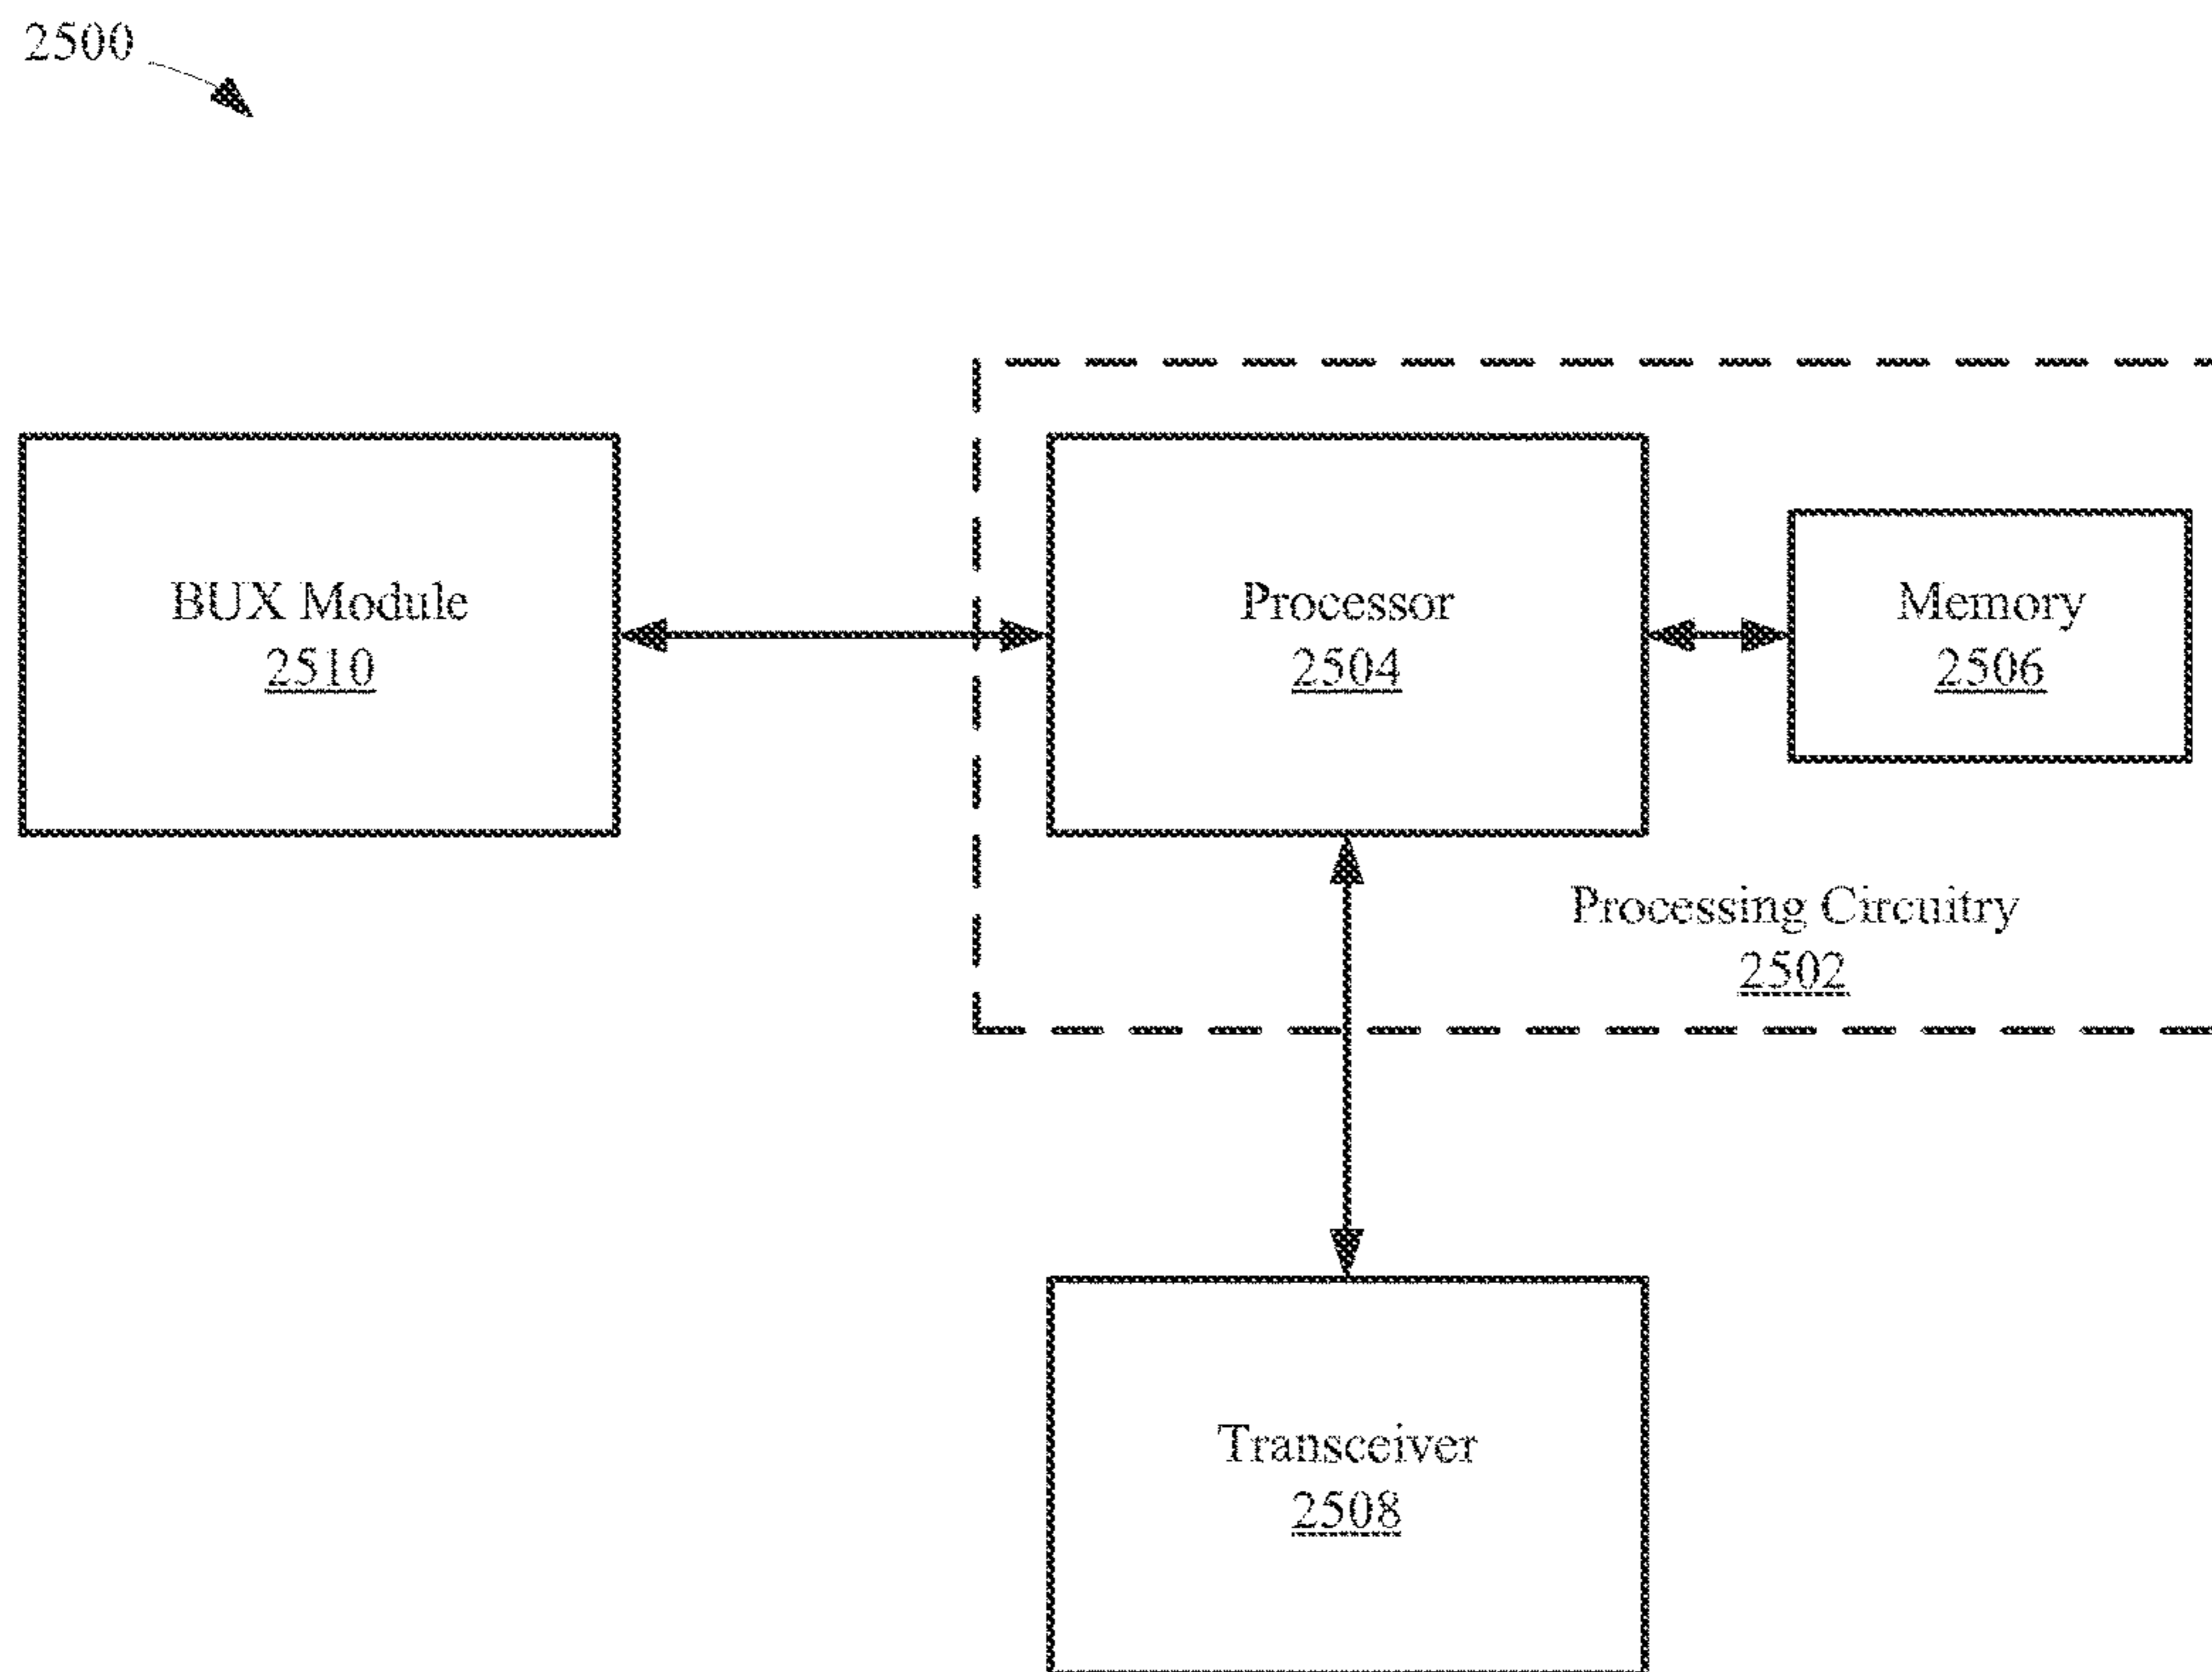 2500
BUX Module
2510
Processor
2504
Memory
2506
Processing Circuitry
2502
Transceiver
2508